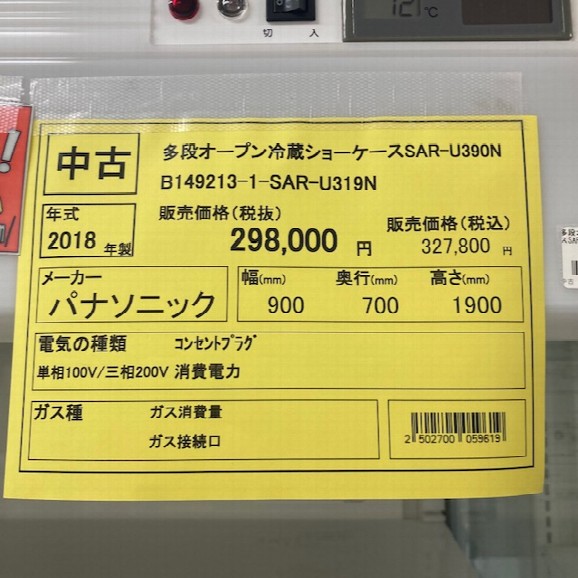 切 入
121 ℃
中古
多段オープン冷蔵ショーケースSAR-U390N
B149213-1-SAR-U319N
年式
2018 年製
販売価格(税抜)
298,000 円
販売価格(税込)
327,800 円
メーカー
パナソニック
幅(mm) 奥行(mm) 高さ(mm)
900 700 1900
電気の種類 コンセントプラグ
単相100V/三相200V 消費電力
ガス種 ガス消費量
ガス接続口
2 502700 059619